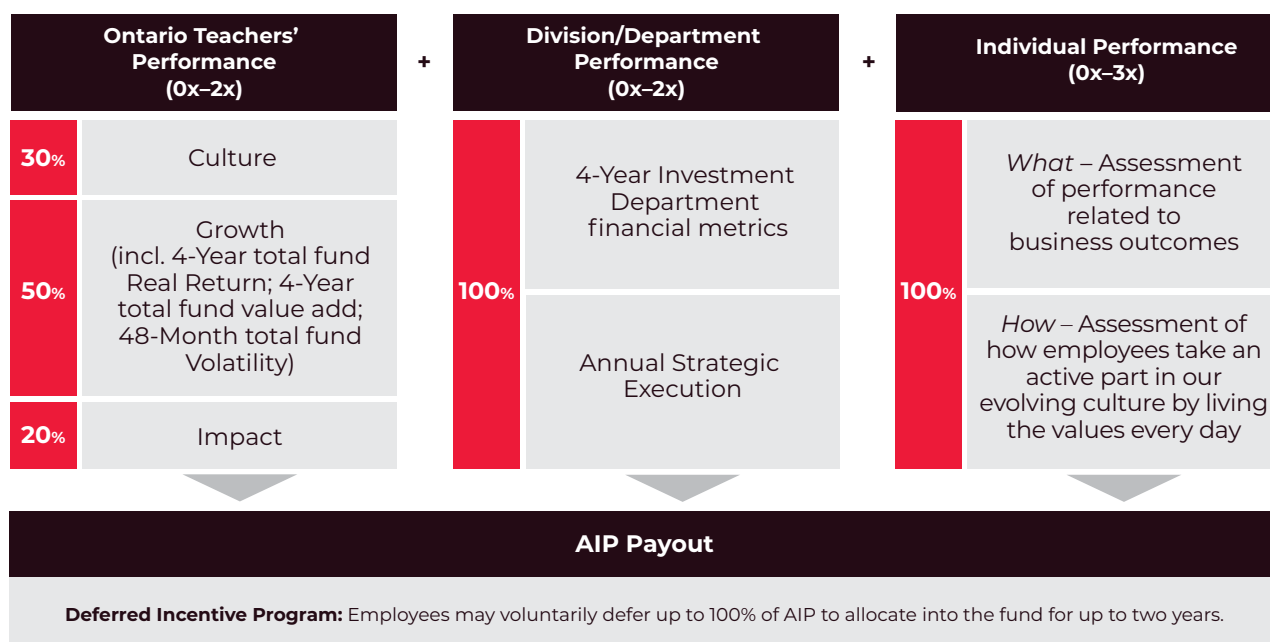 Ontario Teachers’
Performance
(0x–2x)
+
Division/Department
Performance
(0x–2x)
+
Individual Performance
(0x–3x)
30%
Culture
50%
Growth
(incl. 4-Year total fund
Real Return; 4-Year
total fund value add;
48-Month total fund
Volatility)
20%
Impact
100%
4-Year Investment
Department
financial metrics
Annual Strategic
Execution
100%
What – Assessment
of performance
related to
business outcomes
How – Assessment of
how employees take an
active part in our
evolving culture by living
the values every day
AIP Payout
Deferred Incentive Program: Employees may voluntarily defer up to 100% of AIP to allocate into the fund for up to two years.